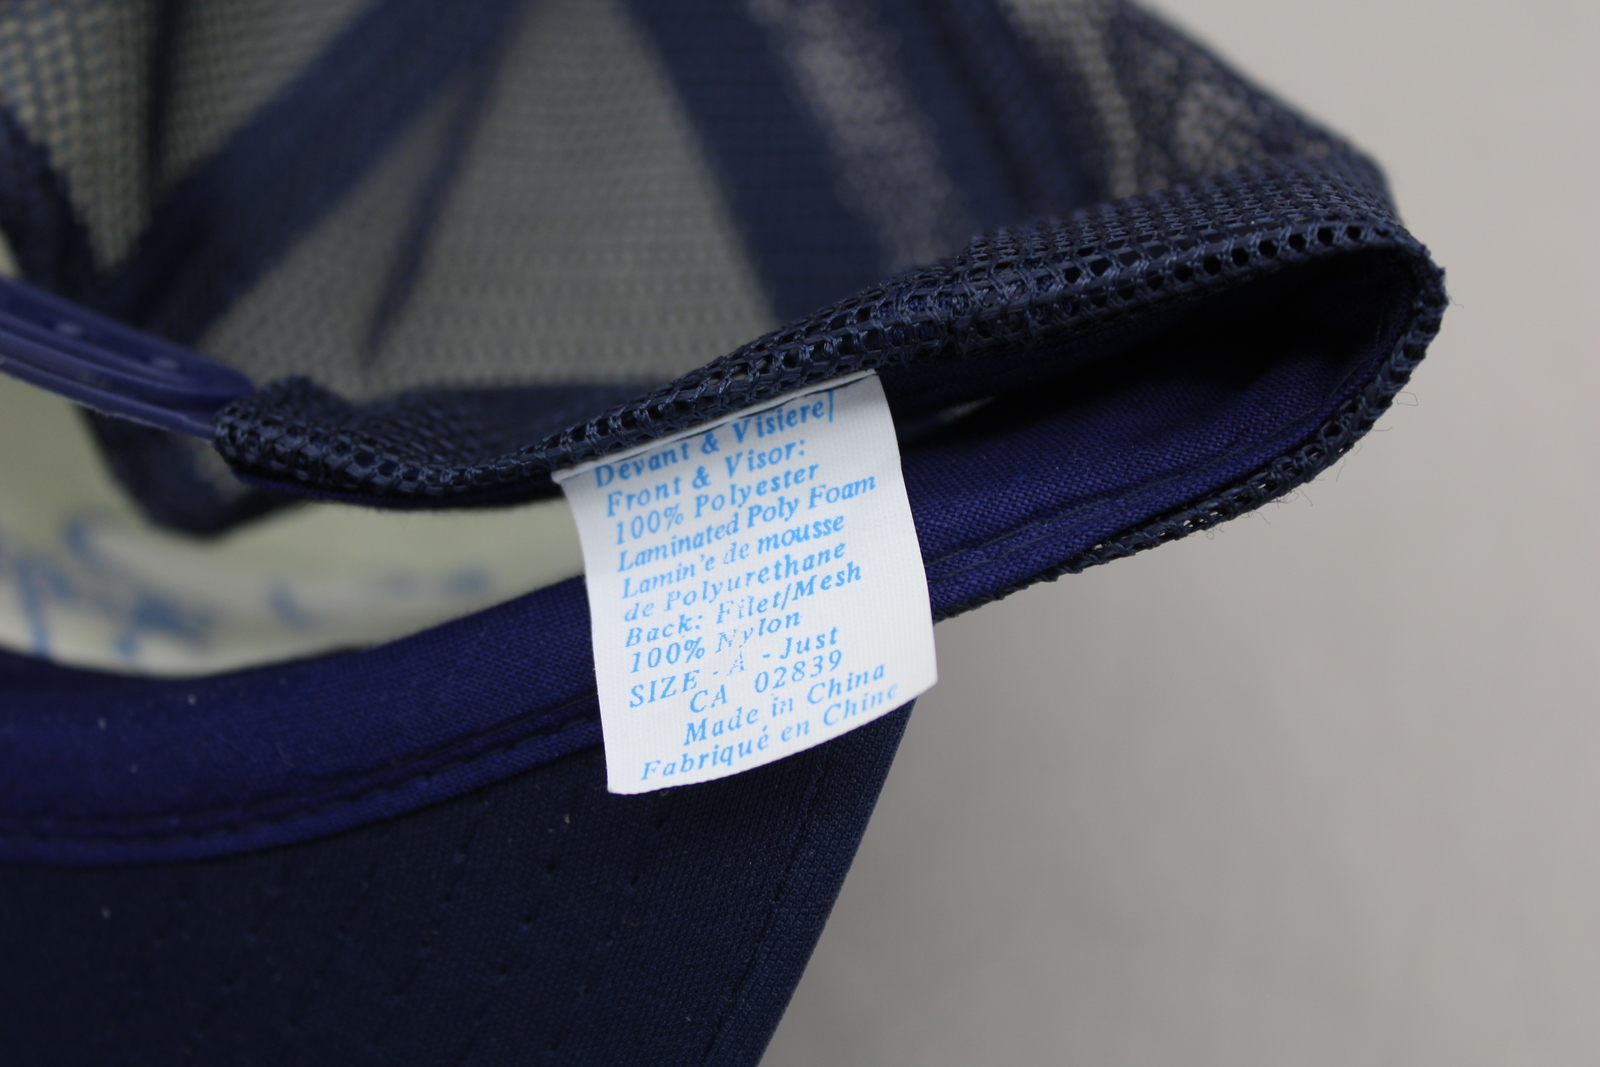 Devant & Visiere/
Front & Visor:
100% Polyester
Laminated Poly Foam
Lamin'e de mousse
de Polyurethane
Back: Filet/Mesh
100% Nylon
SIZE - A - Just
CA 02839
Made in China
Fabriqué en Chine